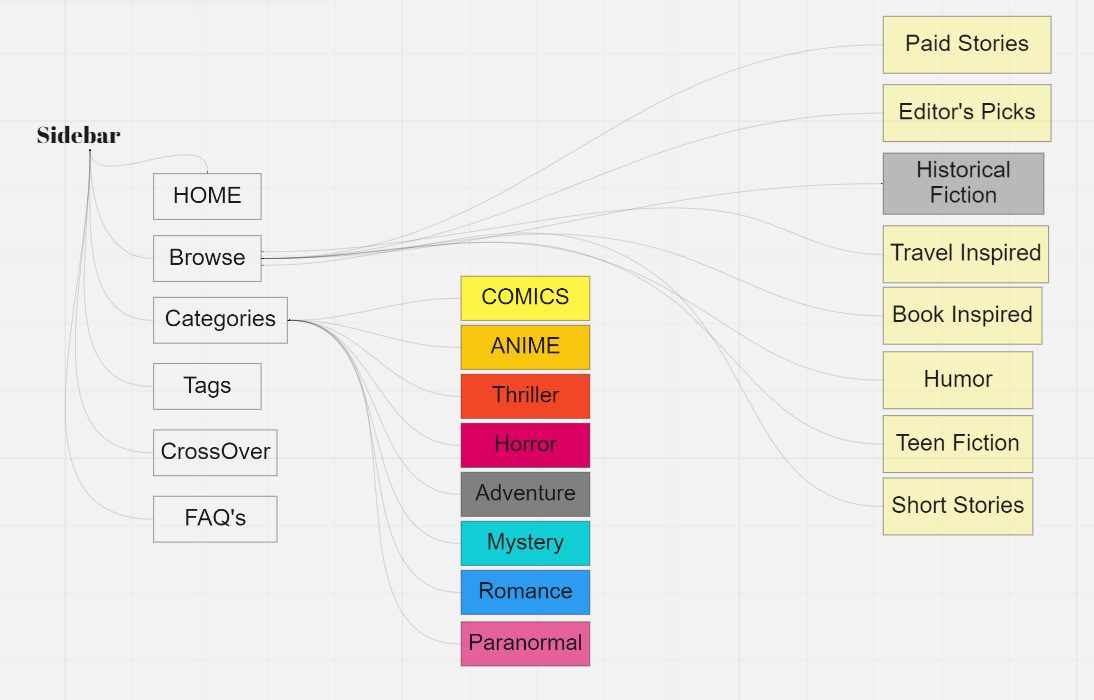 Sidebar
HOME
Browse
Categories
Tags
CrossOver
FAQ's
COMICS
ANIME
Thriller
Horror
Adventure
Mystery
Romance
Paranormal
Paid Stories
Editor's Picks
Historical
Fiction
Travel Inspired
Book Inspired
Humor
Teen Fiction
Short Stories